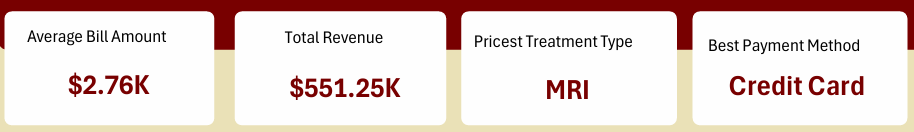 Average Bill Amount
$2.76K
Total Revenue
$551.25K
Pricest Treatment Type
MRI
Best Payment Method
Credit Card